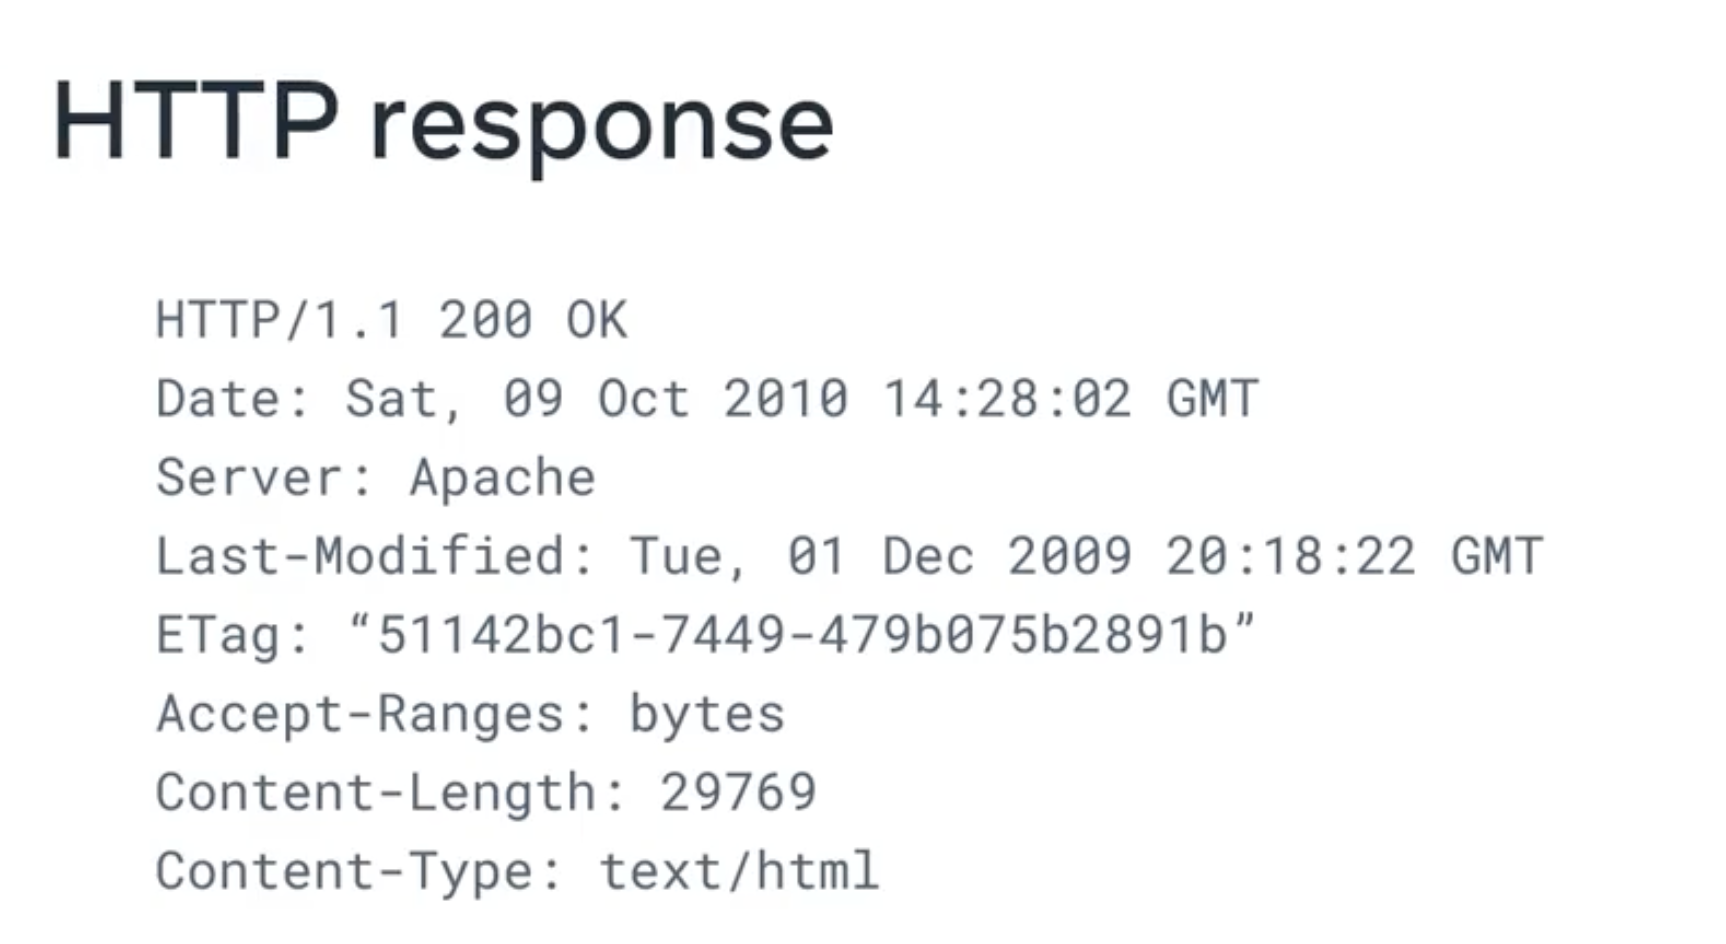 HTTP response
HTTP/1.1 200 OK
Date: Sat, 09 Oct 2010 14:28:02 GMT
Server: Apache
Last-Modified: Tue, 01 Dec 2009 20:18:22 GMT
ETag: “51142bc1-7449-479b075b2891b”
Accept-Ranges: bytes
Content-Length: 29769
Content-Type: text/html